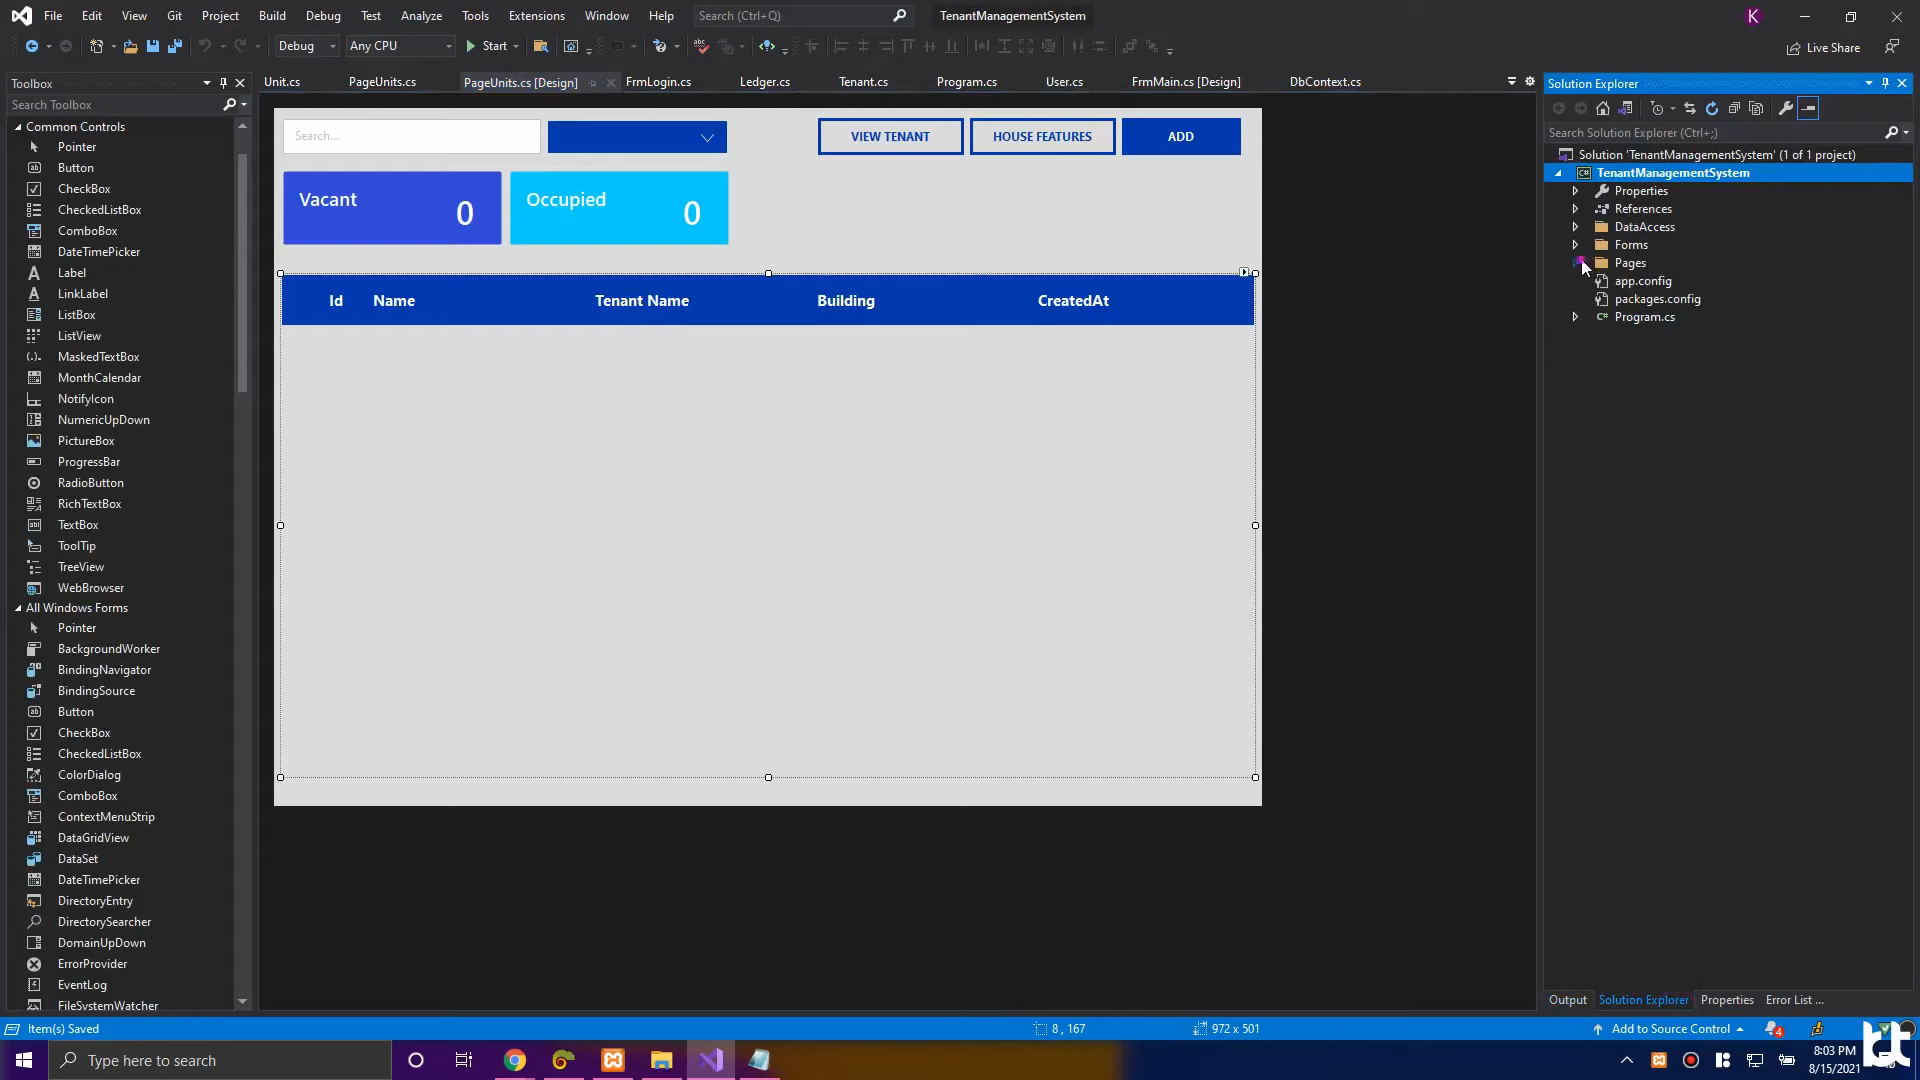 File Edit View Git Project Build Debug Test Analyze Tools Extensions Window Help Search (Ctrl+Q) TenantManagementSystem K
Debug Any CPU Start Live Share
Toolbox
Search Toolbox
Common Controls
Pointer
Button
CheckBox
CheckedListBox
ComboBox
DateTimePicker
Label
LinkLabel
ListBox
ListView
MaskedTextBox
MonthCalendar
NotifyIcon
NumericUpDown
PictureBox
ProgressBar
RadioButton
RichTextBox
TextBox
ToolTip
TreeView
WebBrowser
All Windows Forms
Pointer
BackgroundWorker
BindingNavigator
BindingSource
Button
CheckBox
CheckedListBox
ColorDialog
ComboBox
ContextMenuStrip
DataGridView
DataSet
DateTimePicker
DirectoryEntry
DirectorySearcher
DomainUpDown
ErrorProvider
EventLog
FileSystemWatcher
Unit.cs PageUnits.cs PageUnits.cs [Design] FrmLogin.cs Ledger.cs Tenant.cs Program.cs User.cs FrmMain.cs [Design] DbContext.cs
Search... VIEW TENANT HOUSE FEATURES ADD
Vacant 0 Occupied 0
Id Name Tenant Name Building CreatedAt
Solution Explorer
Search Solution Explorer (Ctrl+;)
Solution 'TenantManagementSystem' (1 of 1 project)
TenantManagementSystem
Properties
References
DataAccess
Forms
Pages
app.config
packages.config
Program.cs
Output Solution Explorer Properties Error List ...
Item(s) Saved 8 , 167 972 x 501 Add to Source Control 4
Type here to search 8:03 PM
8/15/2021